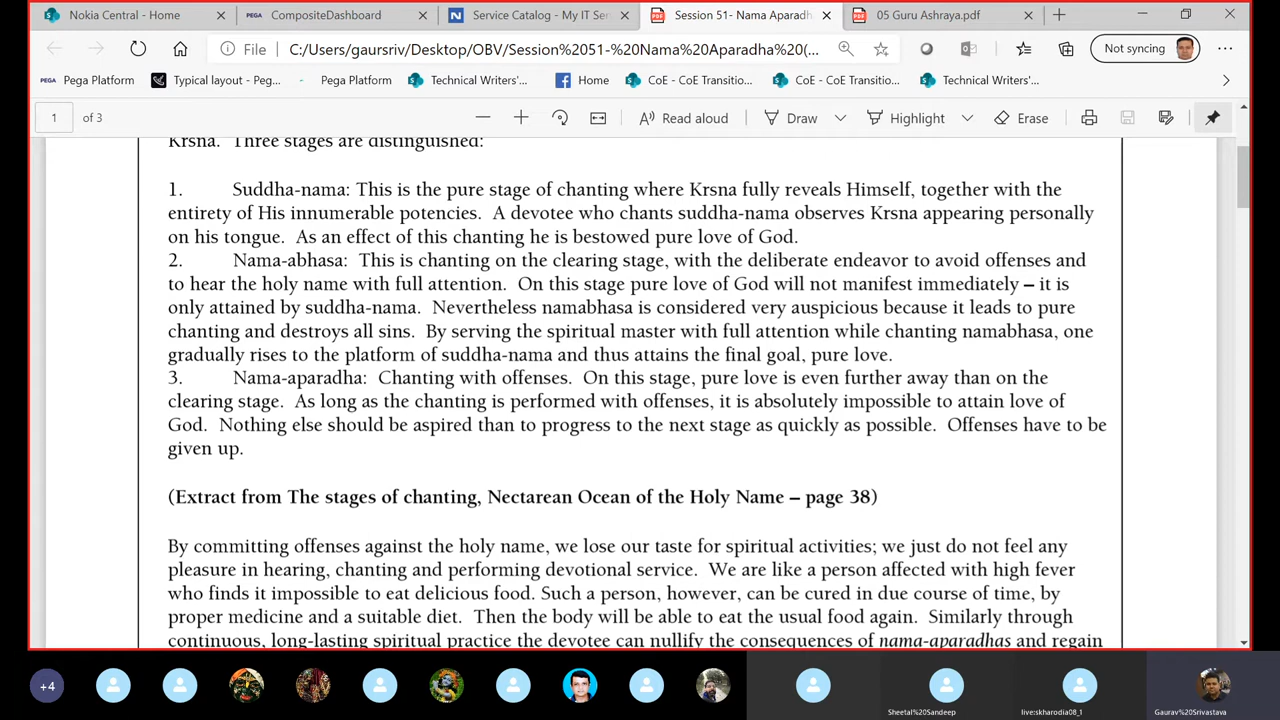 Nokia Central - Home
CompositeDashboard
Service Catalog - My IT Ser
Session 51- Nama Aparadh
05 Guru Ashraya.pdf
File C:/Users/gaursriv/Desktop/OBV/Session%2051-%20Nama%20Aparadha%20(...
Not syncing
PEGA Pega Platform
Typical layout - Peg...
Pega Platform
Technical Writers'...
Home
CoE - CoE Transitio...
CoE - CoE Transitio...
Technical Writers'...
1 of 3
Read aloud
Draw
Highlight
Erase
Krsna. Three stages are distinguished:
1. Suddha-nama: This is the pure stage of chanting where Krsna fully reveals Himself, together with the
entirety of His innumerable potencies. A devotee who chants suddha-nama observes Krsna appearing personally
on his tongue. As an effect of this chanting he is bestowed pure love of God.
2. Nama-abhasa: This is chanting on the clearing stage, with the deliberate endeavor to avoid offenses and
to hear the holy name with full attention. On this stage pure love of God will not manifest immediately – it is
only attained by suddha-nama. Nevertheless namabhasa is considered very auspicious because it leads to pure
chanting and destroys all sins. By serving the spiritual master with full attention while chanting namabhasa, one
gradually rises to the platform of suddha-nama and thus attains the final goal, pure love.
3. Nama-aparadha: Chanting with offenses. On this stage, pure love is even further away than on the
clearing stage. As long as the chanting is performed with offenses, it is absolutely impossible to attain love of
God. Nothing else should be aspired than to progress to the next stage as quickly as possible. Offenses have to be
given up.
(Extract from The stages of chanting, Nectarean Ocean of the Holy Name – page 38)
By committing offenses against the holy name, we lose our taste for spiritual activities; we just do not feel any
pleasure in hearing, chanting and performing devotional service. We are like a person affected with high fever
who finds it impossible to eat delicious food. Such a person, however, can be cured in due course of time, by
proper medicine and a suitable diet. Then the body will be able to eat the usual food again. Similarly through
continuous, long-lasting spiritual practice the devotee can nullify the consequences of nama-aparadhas and regain
+4
Sheetal%20Sandeep
live:skharodia08_1
Gaurav%20Srivastava